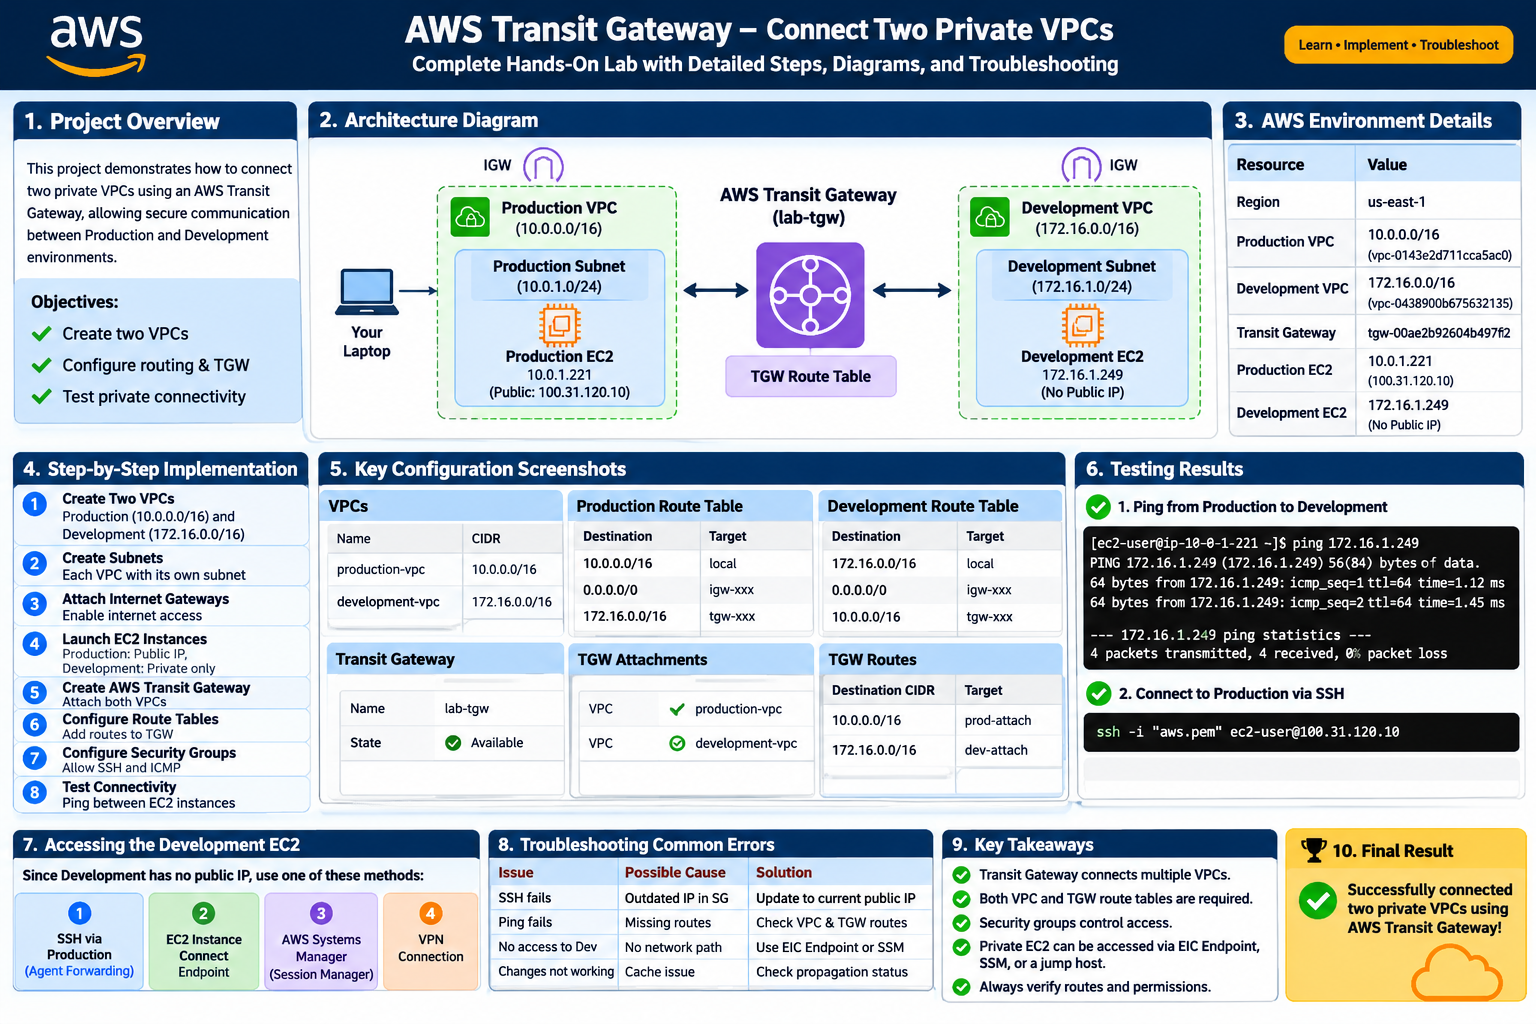 aws
AWS Transit Gateway – Connect Two Private VPCs
Complete Hands-On Lab with Detailed Steps, Diagrams, and Troubleshooting
Learn • Implement • Troubleshoot
1. Project Overview
This project demonstrates how to connect
two private VPCs using an AWS Transit
Gateway, allowing secure communication
between Production and Development
environments.
Objectives:
Create two VPCs
Configure routing & TGW
Test private connectivity
2. Architecture Diagram
IGW
IGW
Your
Laptop
Production VPC
(10.0.0.0/16)
Production Subnet
(10.0.1.0/24)
Production EC2
10.0.1.221
(Public: 100.31.120.10)
AWS Transit Gateway
(lab-tgw)
TGW Route Table
Development VPC
(172.16.0.0/16)
Development Subnet
(172.16.1.0/24)
Development EC2
172.16.1.249
(No Public IP)
3. AWS Environment Details
Resource Value
Region us-east-1
Production VPC 10.0.0.0/16
(vpc-0143e2d711cca5ac0)
Development VPC 172.16.0.0/16
(vpc-0438900b675632135)
Transit Gateway tgw-00ae2b92604b497fi2
Production EC2 10.0.1.221
(100.31.120.10)
Development EC2 172.16.1.249
(No Public IP)
4. Step-by-Step Implementation
1 Create Two VPCs
Production (10.0.0.0/16) and
Development (172.16.0.0/16)
2 Create Subnets
Each VPC with its own subnet
3 Attach Internet Gateways
Enable internet access
4 Launch EC2 Instances
Production: Public IP,
Development: Private only
5 Create AWS Transit Gateway
Attach both VPCs
6 Configure Route Tables
Add routes to TGW
7 Configure Security Groups
Allow SSH and ICMP
8 Test Connectivity
Ping between EC2 instances
5. Key Configuration Screenshots
VPCs
Name CIDR
production-vpc 10.0.0.0/16
development-vpc 172.16.0.0/16
Production Route Table
Destination Target
10.0.0.0/16 local
0.0.0.0/0 igw-xxx
172.16.0.0/16 tgw-xxx
Development Route Table
Destination Target
172.16.0.0/16 local
0.0.0.0/0 igw-xxx
10.0.0.0/16 tgw-xxx
Transit Gateway
Name lab-tgw
State Available
TGW Attachments
VPC production-vpc
VPC development-vpc
TGW Routes
Destination CIDR Target
10.0.0.0/16 prod-attach
172.16.0.0/16 dev-attach
6. Testing Results
1. Ping from Production to Development
[ec2-user@ip-10-0-1-221 ~]$ ping 172.16.1.249
PING 172.16.1.249 (172.16.1.249) 56(84) bytes of data.
64 bytes from 172.16.1.249: icmp_seq=1 ttl=64 time=1.12 ms
64 bytes from 172.16.1.249: icmp_seq=2 ttl=64 time=1.45 ms
--- 172.16.1.249 ping statistics ---
4 packets transmitted, 4 received, 0% packet loss
2. Connect to Production via SSH
ssh -i "aws.pem" ec2-user@100.31.120.10
7. Accessing the Development EC2
Since Development has no public IP, use one of these methods:
1
SSH via
Production
(Agent Forwarding)
2
EC2 Instance
Connect
Endpoint
3
AWS Systems
Manager
(Session Manager)
4
VPN
Connection
8. Troubleshooting Common Errors
Issue Possible Cause Solution
SSH fails Outdated IP in SG Update to current public IP
Ping fails Missing routes Check VPC & TGW routes
No access to Dev No network path Use EIC Endpoint or SSM
Changes not working Cache issue Check propagation status
9. Key Takeaways
Transit Gateway connects multiple VPCs.
Both VPC and TGW route tables are required.
Security groups control access.
Private EC2 can be accessed via EIC Endpoint,
SSM, or a jump host.
Always verify routes and permissions.
10. Final Result
Successfully connected
two private VPCs using
AWS Transit Gateway!